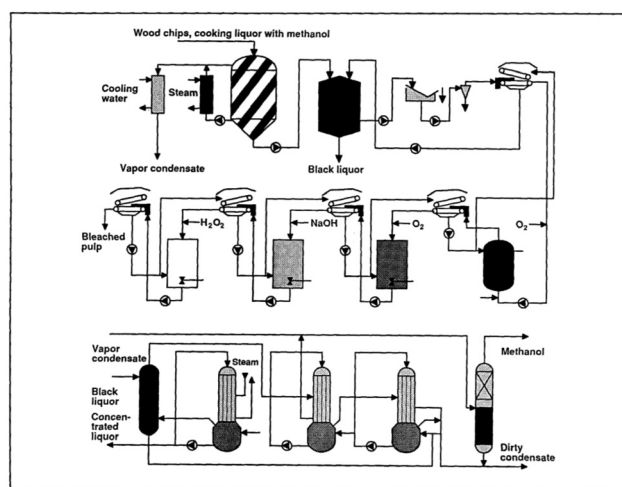 Wood chips, cooking liquor with methanol
Cooling
water
Steam
Vapor condensate
Black liquor
H₂O₂
NaOH
O₂
O₂
Bleached
pulp
Vapor
condensate
Steam
Methanol
Black
liquor
Concen-
trated
liquor
Dirty
condensate